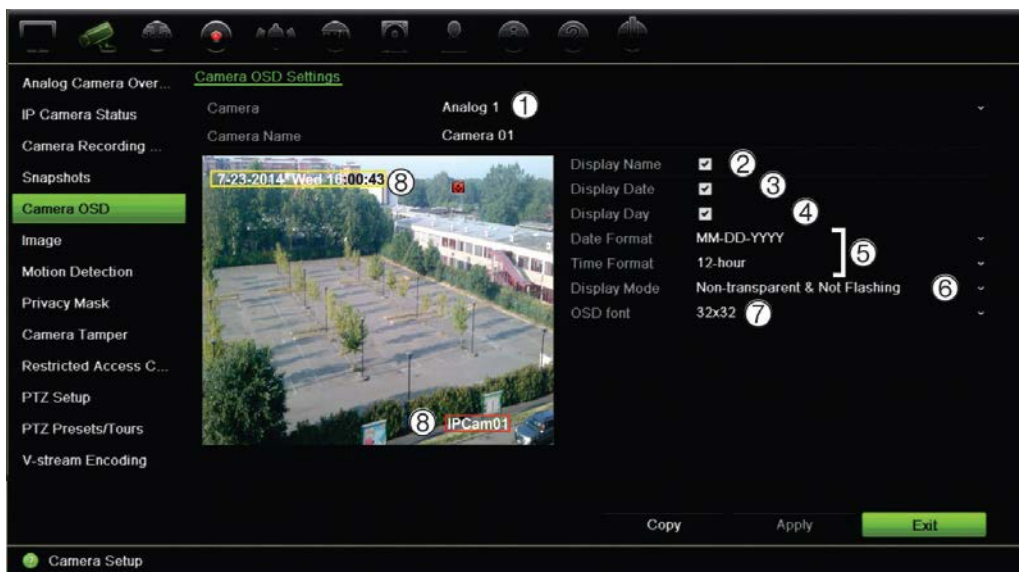 Camera OSD Settings
Analog Camera Over...
IP Camera Status
Camera Recording ...
Snapshots
Camera OSD
Image
Motion Detection
Privacy Mask
Camera Tamper
Restricted Access C...
PTZ Setup
PTZ Presets/Tours
V-stream Encoding
Camera Analog 1 ①
Camera Name Camera 01
7-23-2014 Wed 16:00:43 ⑧
⑧ IPCam01
Display Name ②
Display Date ③
Display Day ④
Date Format MM-DD-YYYY
Time Format 12-hour ⑤
Display Mode Non-transparent & Not Flashing ⑥
OSD font 32x32 ⑦
Copy Apply Exit
? Camera Setup